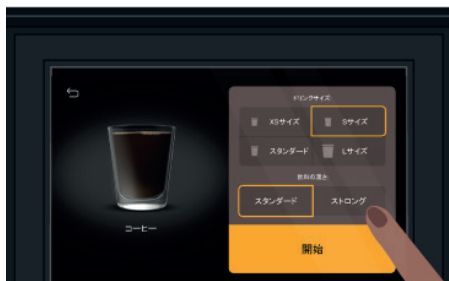 ドリンクサイズ:
XSサイズ
Sサイズ
スタンダード
Lサイズ
飲料の濃さ:
スタンダード
ストロング
コーヒー
開始